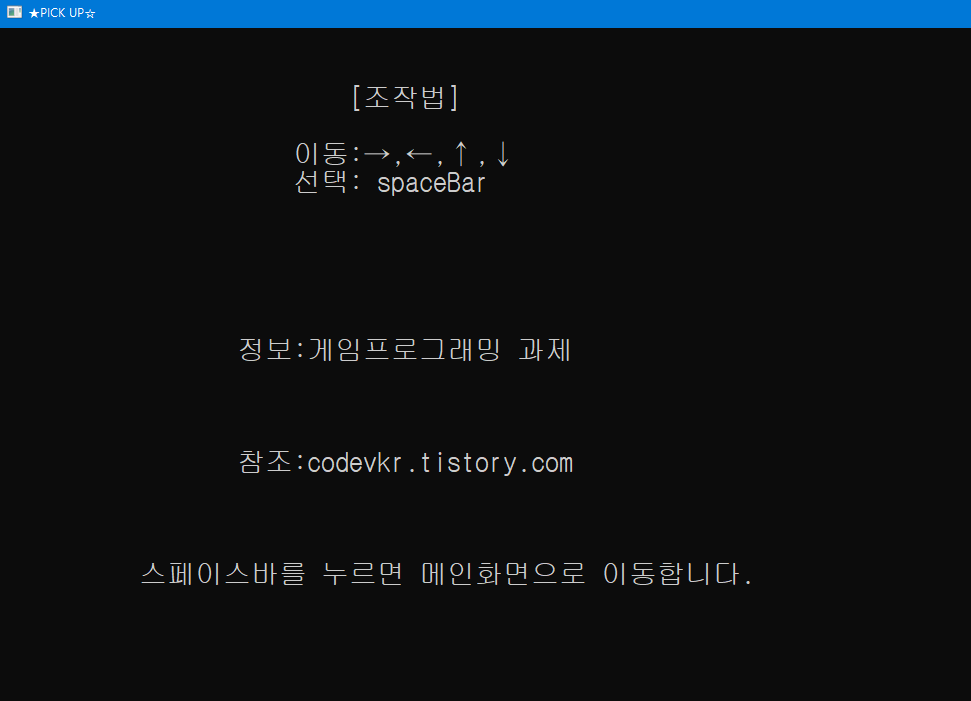 ★PICK UP☆
[조작법]
이동:→,←,↑,↓
선택: spaceBar
정보:게임프로그래밍 과제
참조:codevkr.tistory.com
스페이스바를 누르면 메인화면으로 이동합니다.